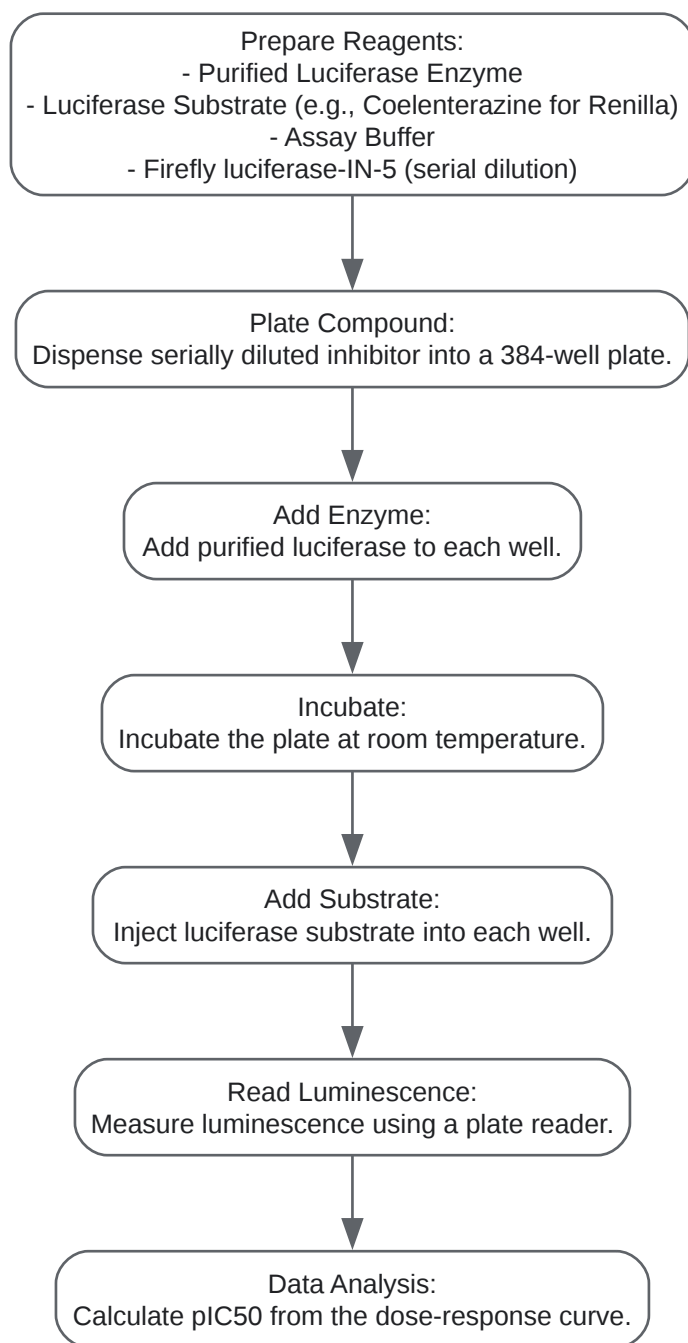 Prepare Reagents:
- Purified Luciferase Enzyme
- Luciferase Substrate (e.g., Coelenterazine for Renilla)
- Assay Buffer
- Firefly luciferase-IN-5 (serial dilution)
Plate Compound:
Dispense serially diluted inhibitor into a 384-well plate.
Add Enzyme:
Add purified luciferase to each well.
Incubate:
Incubate the plate at room temperature.
Add Substrate:
Inject luciferase substrate into each well.
Read Luminescence:
Measure luminescence using a plate reader.
Data Analysis:
Calculate pIC50 from the dose-response curve.